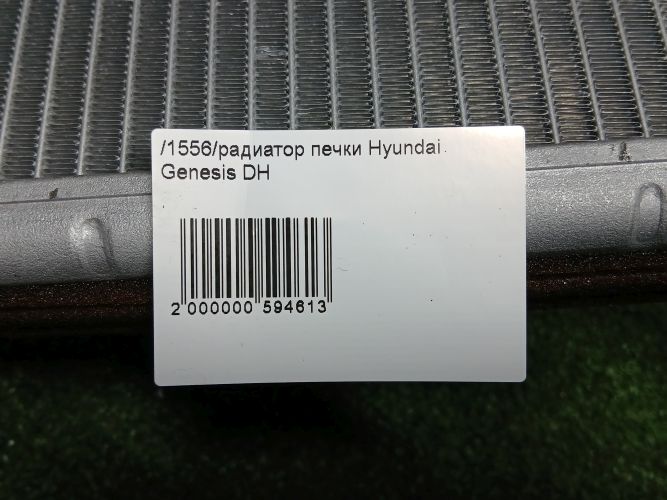 /1556/радиатор печки Hyundai
Genesis DH
2 000000 594613